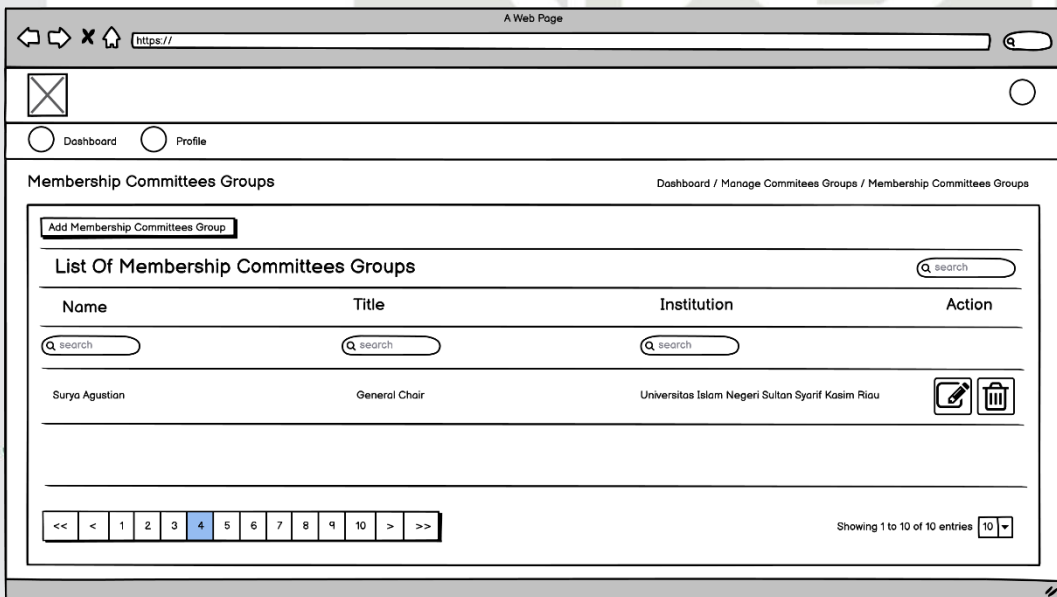 A Web Page
https://
Dashboard Profile
Membership Committees Groups
Dashboard / Manage Commitees Groups / Membership Committees Groups
Add Membership Committees Group
List Of Membership Committees Groups
search
Name Title Institution Action
search search search
Surya Agustian General Chair Universitas Islam Negeri Sultan Syarif Kasim Riau
<< < 1 2 3 4 5 6 7 8 9 10 > >>
Showing 1 to 10 of 10 entries 10